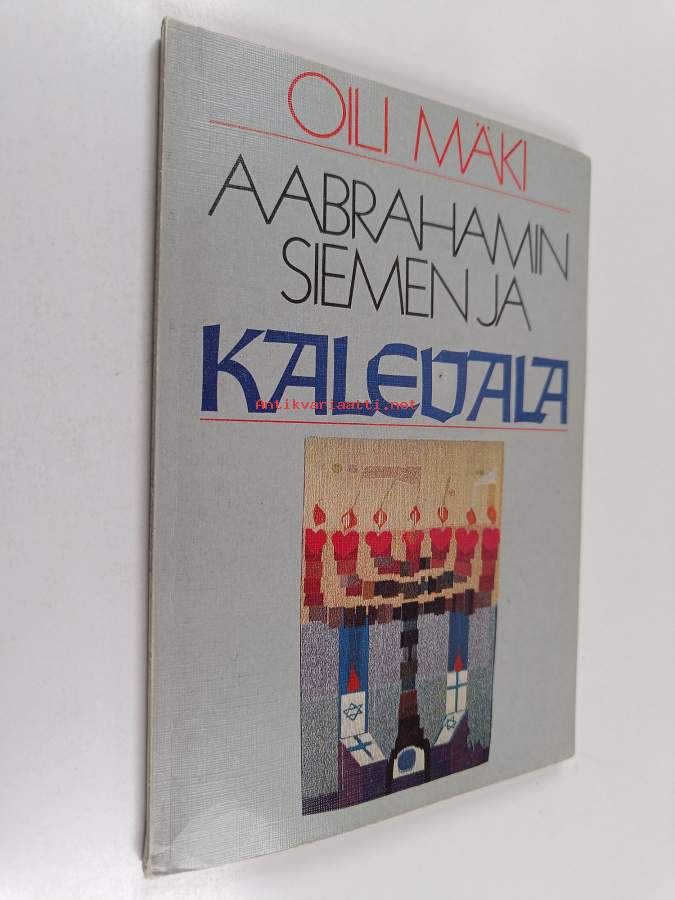 OILI MÄKI
AABRAHAMIN
SIEMEN JA
KALEVALA
Antikvariaatti.net